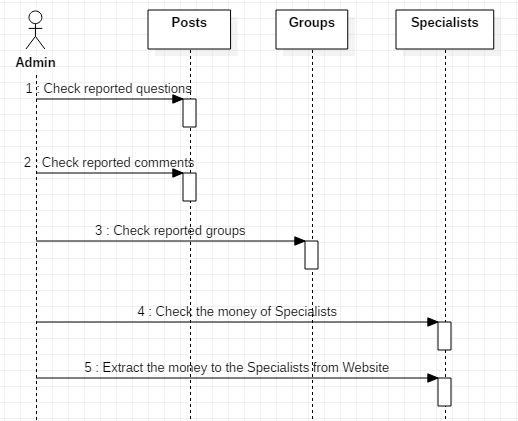 Posts
Groups
Specialists
Admin
1 : Check reported questions
2 : Check reported comments
3 : Check reported groups
4 : Check the money of Specialists
5 : Extract the money to the Specialists from Website